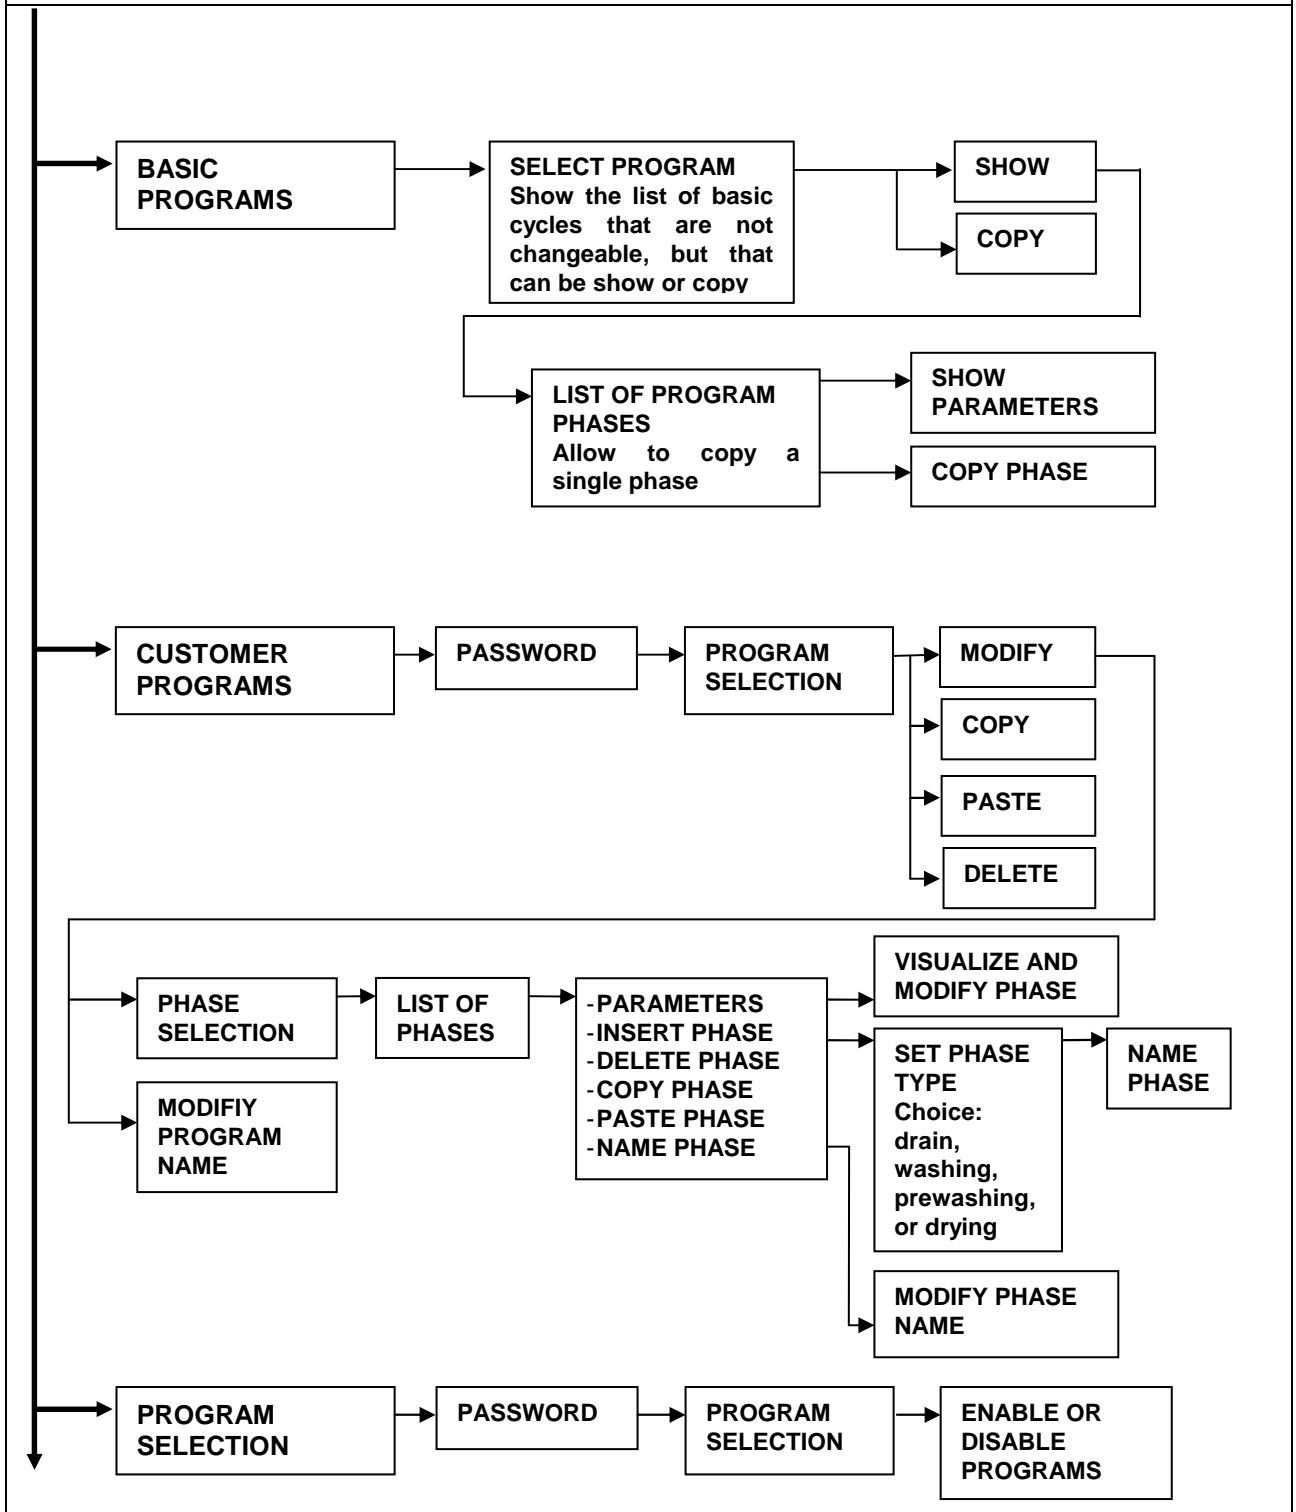 BASIC
PROGRAMS
SELECT PROGRAM
Show the list of basic
cycles that are not
changeable, but that
can be show or copy
SHOW
COPY
LIST OF PROGRAM
PHASES
Allow to copy a
single phase
SHOW
PARAMETERS
COPY PHASE
CUSTOMER
PROGRAMS
PASSWORD
PROGRAM
SELECTION
MODIFY
COPY
PASTE
DELETE
PHASE
SELECTION
LIST OF
PHASES
-PARAMETERS
-INSERT PHASE
-DELETE PHASE
-COPY PHASE
-PASTE PHASE
-NAME PHASE
VISUALIZE AND
MODIFY PHASE
SET PHASE
TYPE
Choice:
drain,
washing,
prewashing,
or drying
NAME
PHASE
MODIFIY
PROGRAM
NAME
MODIFY PHASE
NAME
PROGRAM
SELECTION
PASSWORD
PROGRAM
SELECTION
ENABLE OR
DISABLE
PROGRAMS